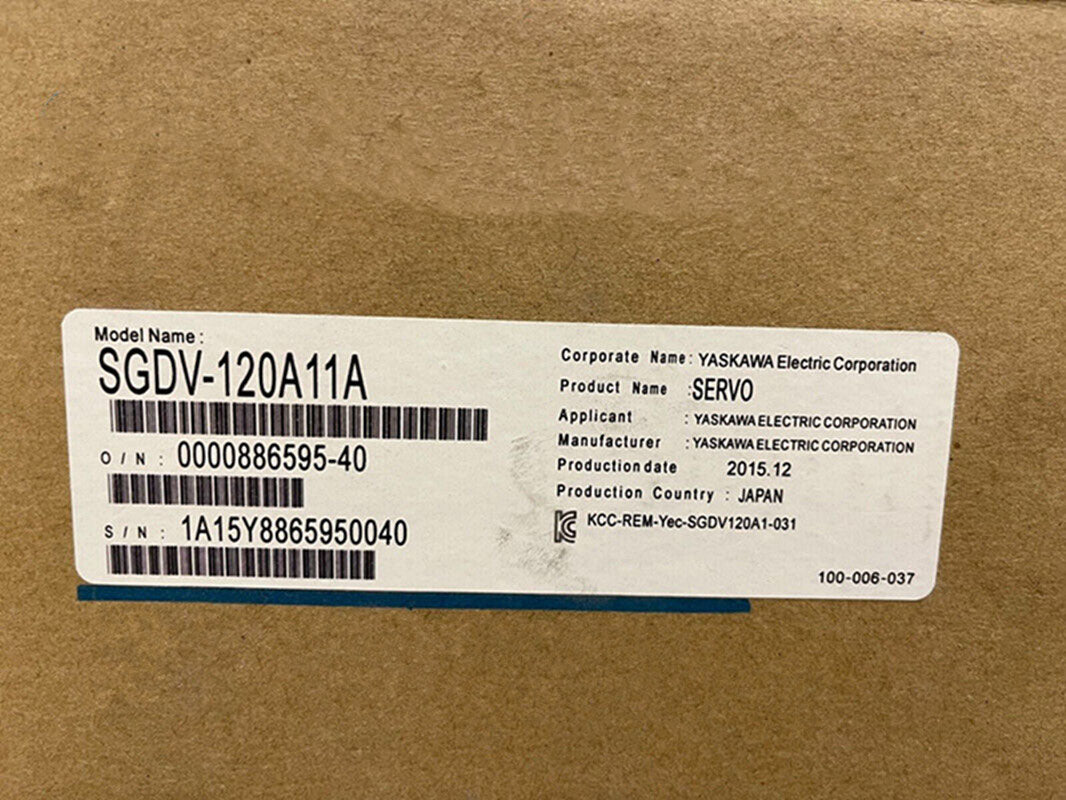 Model Name :
SGDV-120A11A
O / N : 0000886595-40
S / N : 1A15Y8865950040
Corporate Name : YASKAWA Electric Corporation
Product Name : SERVO
Applicant : YASKAWA ELECTRIC CORPORATION
Manufacturer : YASKAWA ELECTRIC CORPORATION
Production date 2015.12
Production Country : JAPAN
KCC-REM-Yec-SGDV120A1-031
100-006-037